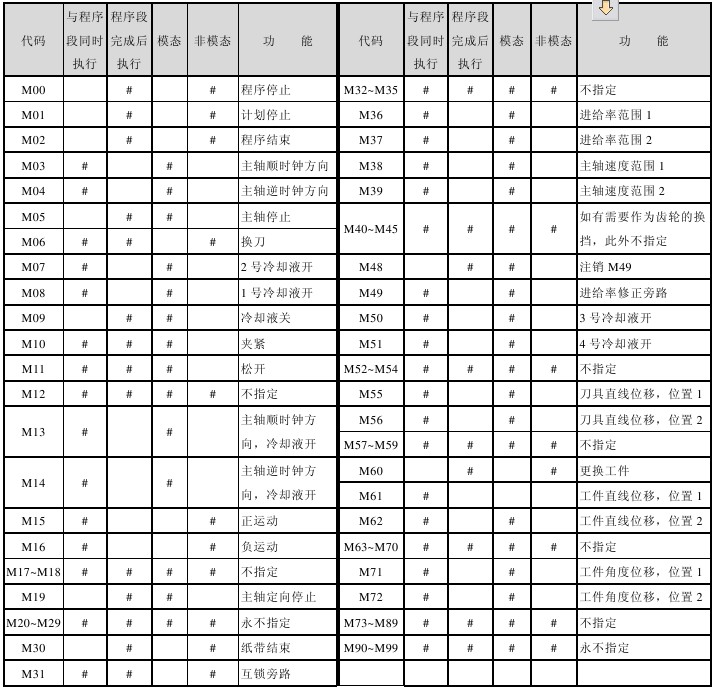 代码 与程序段同时执行 程序段完成后执行 模态 非模态 功 能 代码 与程序段同时执行 程序段完成后执行 模态 非模态 功 能
M00 # # 程序停止 M32~M35 # # # # 不指定
M01 # # 计划停止 M36 # # 进给率范围 1
M02 # # 程序结束 M37 # # 进给率范围 2
M03 # # 主轴顺时钟方向 M38 # # 主轴速度范围 1
M04 # # 主轴逆时钟方向 M39 # # 主轴速度范围 2
M05 # # 主轴停止 M40~M45 # # # # 如有需要作为齿轮的换
M06 # # # 换刀 挡，此外不指定
M07 # # 2 号冷却液开 M48 # # 注销 M49
M08 # # 1 号冷却液开 M49 # # 进给率修正旁路
M09 # # 冷却液关 M50 # # 3 号冷却液开
M10 # # # 夹紧 M51 # # 4 号冷却液开
M11 # # # 松开 M52~M54 # # # # 不指定
M12 # # # # 不指定 M55 # # 刀具直线位移，位置 1
M13 # # 主轴顺时钟方 M56 # # 刀具直线位移，位置 2
向，冷却液开 M57~M59 # # # # 不指定
M14 # # 主轴逆时钟方 M60 # # 更换工件
向，冷却液开 M61 # 工件直线位移，位置 1
M15 # # 正运动 M62 # # 工件直线位移，位置 2
M16 # # 负运动 M63~M70 # # # # 不指定
M17~M18 # # # # 不指定 M71 # # 工件角度位移，位置 1
M19 # # 主轴定向停止 M72 # # 工件角度位移，位置 2
M20~M29 # # # # 永不指定 M73~M89 # # # # 不指定
M30 # # 纸带结束 M90~M99 # # # # 永不指定
M31 # # # 互锁旁路